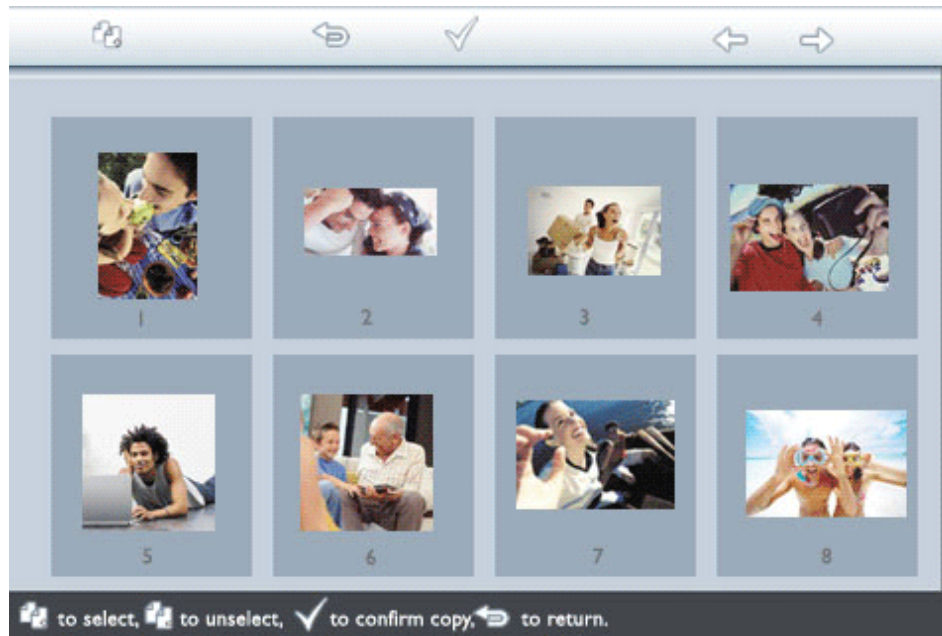 1 2 3 4
5 6 7 8
to select, to unselect, to confirm copy, to return.